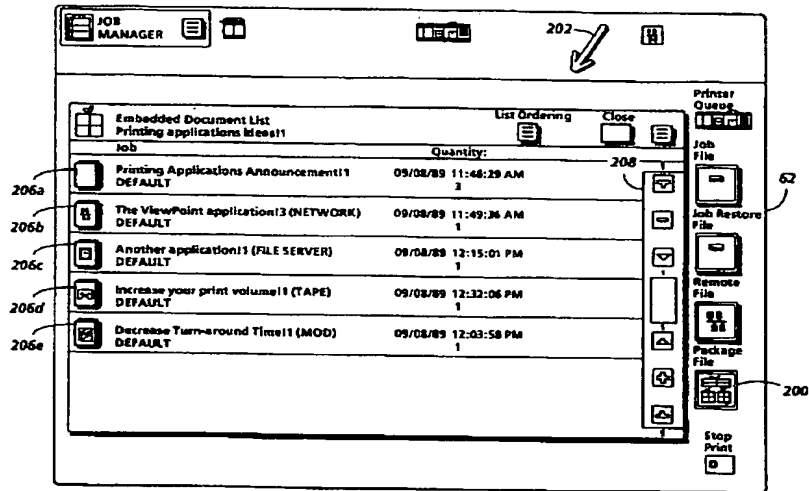 JOB
MANAGER
202
Printer
Queue
Embedded Document List
Printing applications Ideas!1
List Ordering
Close
Job
Quantity:
208
Job
File
62
206a
Printing Applications Announcement!1
DEFAULT
09/08/89 11:48:29 AM
3
206b
The ViewPoint application!3 (NETWORK)
DEFAULT
09/08/89 11:49:36 AM
1
Job Restore
File
206c
Another application!1 (FILE SERVER)
DEFAULT
09/08/89 12:15:01 PM
1
Remote
File
206d
Increase your print volume!1 (TAPE)
DEFAULT
09/08/89 12:32:06 PM
1
206e
Decrease Turn-around Time!1 (MOD)
DEFAULT
09/08/89 12:03:58 PM
1
Package
File
200
Stop
Print